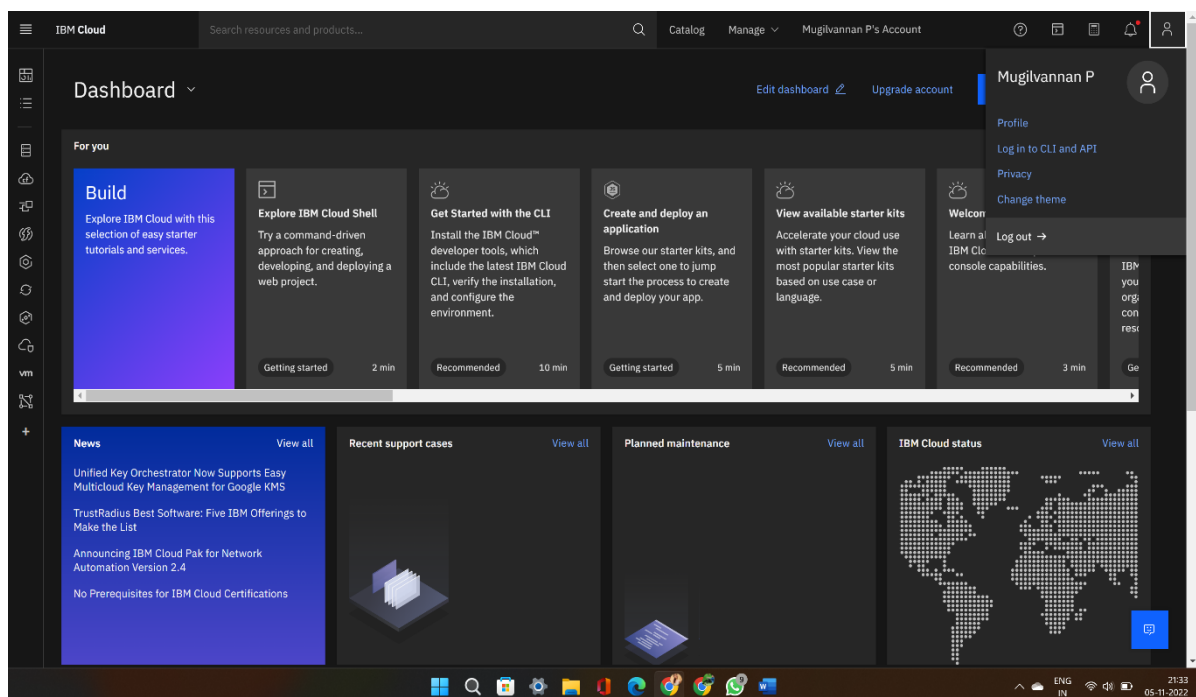 IBM Cloud
Search resources and products...
Catalog
Manage
Mugilvannan P's Account
Mugilvannan P
Profile
Log in to CLI and API
Privacy
Change theme
Log out →
Dashboard
Edit dashboard
Upgrade account
For you
Build
Explore IBM Cloud with this
selection of easy starter
tutorials and services.
Explore IBM Cloud Shell
Try a command-driven
approach for creating,
developing, and deploying a
web project.
Getting started
2 min
Get Started with the CLI
Install the IBM Cloud™
developer tools, which
include the latest IBM Cloud
CLI, verify the installation,
and configure the
environment.
Recommended
10 min
Create and deploy an
application
Browse our starter kits, and
then select one to jump
start the process to create
and deploy your app.
Getting started
5 min
View available starter kits
Accelerate your cloud use
with starter kits. View the
most popular starter kits
based on use case or
language.
Recommended
5 min
Welcom
Learn al
IBM Clo
console capabilities.
Recommended
3 min
IBM
you
orga
con
reso
Ge
vm
News
View all
Unified Key Orchestrator Now Supports Easy
Multicloud Key Management for Google KMS
TrustRadius Best Software: Five IBM Offerings to
Make the List
Announcing IBM Cloud Pak for Network
Automation Version 2.4
No Prerequisites for IBM Cloud Certifications
Recent support cases
View all
Planned maintenance
View all
IBM Cloud status
View all
ENG
IN
21:33
05-11-2022